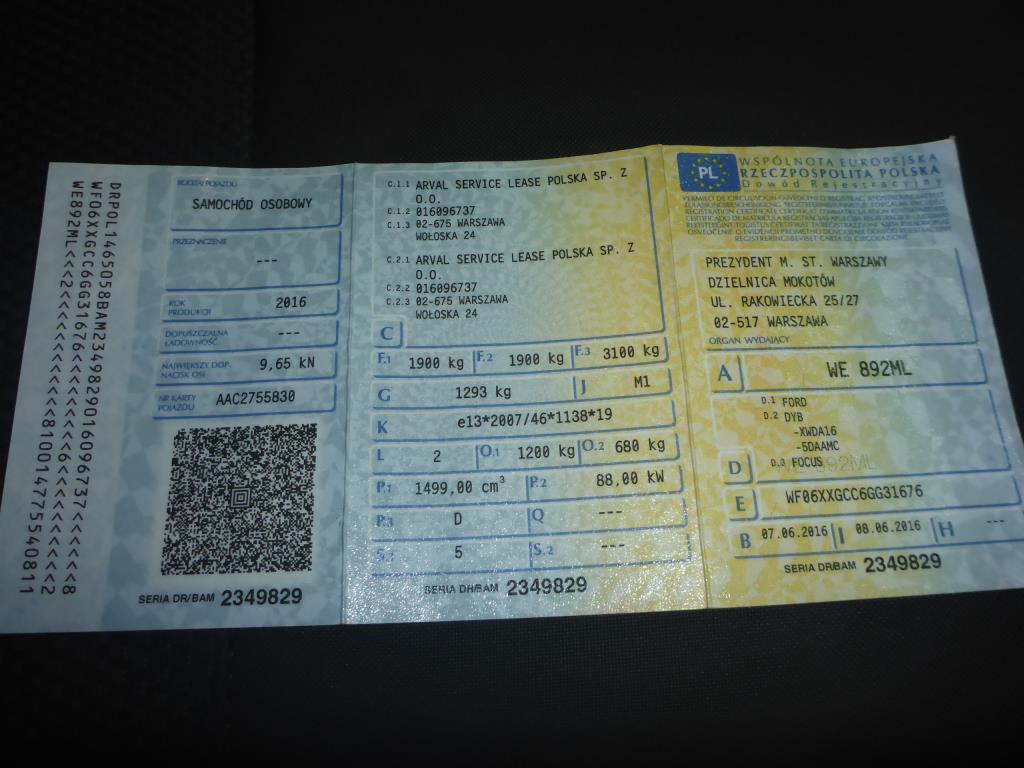 DRPOL1465058BAM234982901609673​7<<<<<<8
WF06XXGCC6GG31676<<<<<<<<<<6<<<<<<<2
WE892ML<<2<<<<<<<<<<<<<<81001475540811
RODZAJ POJAZDU
SAMOCHÓD OSOBOWY
PRZEZNACZENIE
---
ROK PRODUKCJI
2016
DOPUSZCZALNA ŁADOWNOŚĆ
---
NAJWIĘKSZY DOP. NACISK OSI
9,65 kN
NR KARTY POJAZDU
AAC2755830
SERIA DR/BAM 2349829
C.1.1 ARVAL SERVICE LEASE POLSKA SP. Z
O.O.
C.1.2 016096737
C.1.3 02-675 WARSZAWA
WOŁOSKA 24
C.2.1 ARVAL SERVICE LEASE POLSKA SP. Z
O.O.
C.2.2 016096737
C.2.3 02-675 WARSZAWA
WOŁOSKA 24
C
F.1 1900 kg F.2 1900 kg F.3 3100 kg
G 1293 kg J M1
K e13*2007/46*1138*19
L 2 O.1 1200 kg O.2 680 kg
P.1 1499,00 cm³ P.2 88,00 kW
P.3 D Q ---
S.1 5 S.2 ---
SERIA DR/BAM 2349829
PL
WSPÓLNOTA EUROPEJSKA
RZECZPOSPOLITA POLSKA
Dowód Rejestracyjny
PREZYDENT M. ST. WARSZAWY
DZIELNICA MOKOTÓW
UL. RAKOWIECKA 25/27
02-517 WARSZAWA
ORGAN WYDAJĄCY
A WE 892ML
D.1 FORD
D.2 DYB
-XWDA16
-5DAAMC
D.3 FOCUS
D
E WF06XXGCC6GG31676
B 07.06.2016 I 08.06.2016 H ---
SERIA DR/BAM 2349829